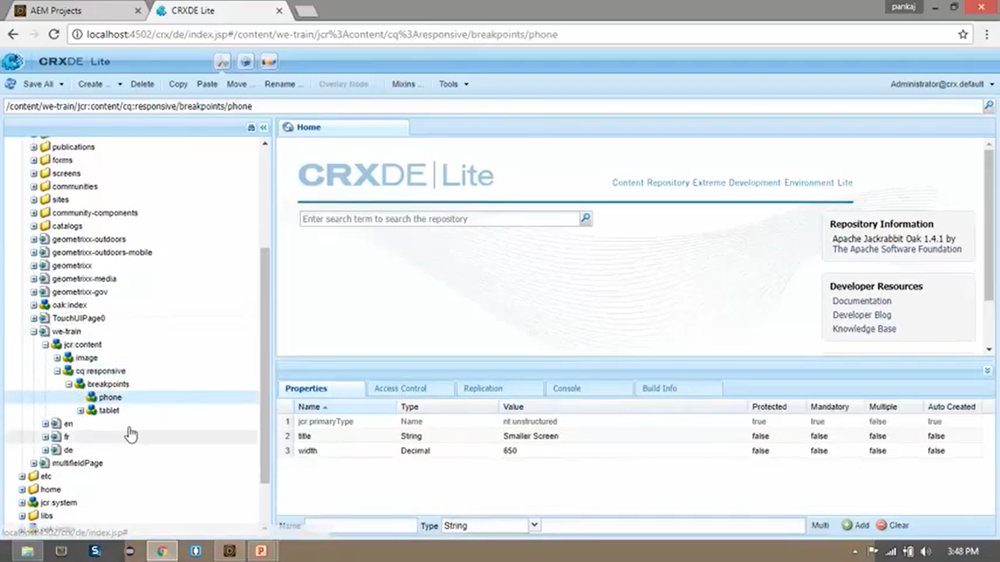 AEM Projects
CRXDE Lite
pankaj
localhost:4502/crx/de/index.jsp#/content/we-train/jcr%3Acontent/cq%3Aresponsive/breakpoints/phone
CRXDE | Lite
Save All Create ... Delete Copy Paste Move ... Rename ... Overlay Node ... Mixins ... Tools Administrator@crx.default
/content/we-train/jcr:content/cq:responsive/breakpoints/phone
publications
forms
screens
communities
sites
community-components
catalogs
geometrixx-outdoors
geometrixx-outdoors-mobile
geometrixx
geometrixx-media
geometrixx-gov
oak:index
TouchUIPage0
we-train
jcr:content
image
cq:responsive
breakpoints
phone
tablet
en
fr
de
multifieldPage
etc
home
jcr:system
libs
localhost:4502/crx/de/index.jsp#
Home
CRXDE | Lite
Content Repository Extreme Development Environment Lite
Enter search term to search the repository
Repository Information
Apache Jackrabbit Oak 1.4.1 by
The Apache Software Foundation
Developer Resources
Documentation
Developer Blog
Knowledge Base
Properties Access Control Replication Console Build Info
Name Type Value Protected Mandatory Multiple Auto Created
1 jcr:primaryType Name nt:unstructured true true false true
2 title String Smaller Screen false false false false
3 width Decimal 650 false false false false
Name Type String Multi Add Clear
3:48 PM